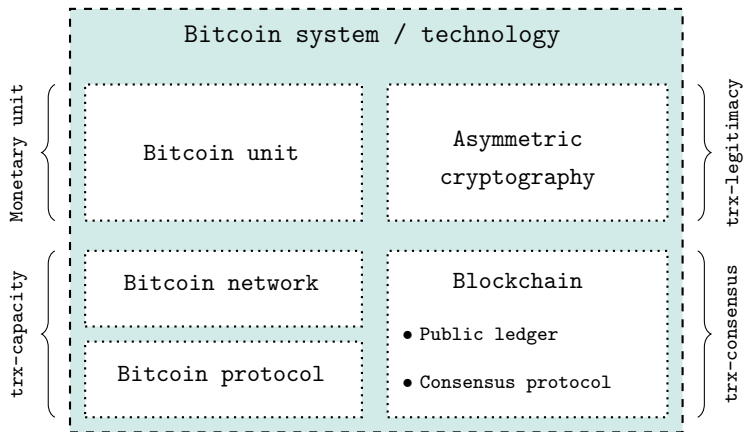 Bitcoin system / technology
Monetary unit
Bitcoin unit
Asymmetric
cryptography
trx-legitimacy
trx-capacity
Bitcoin network
Bitcoin protocol
Blockchain
• Public ledger
• Consensus protocol
trx-consensus